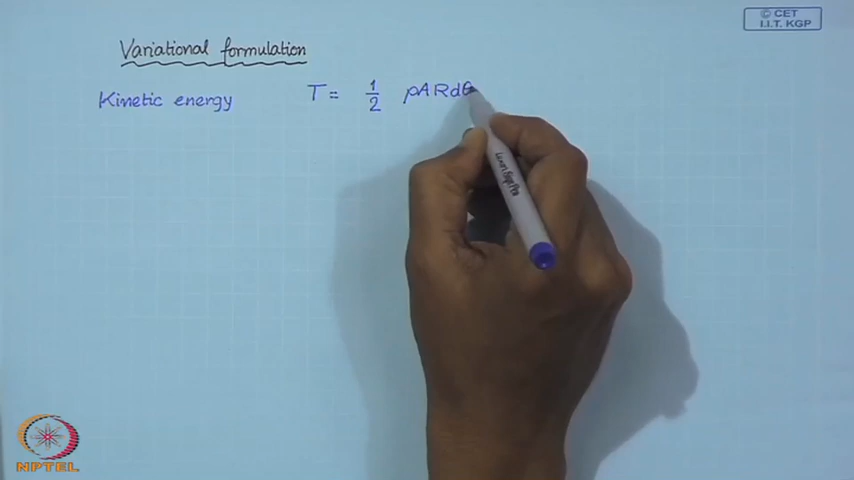 © CET
I.I.T. KGP
Variational formulation
Kinetic energy T = 1/2 ρARdθ
NPTEL